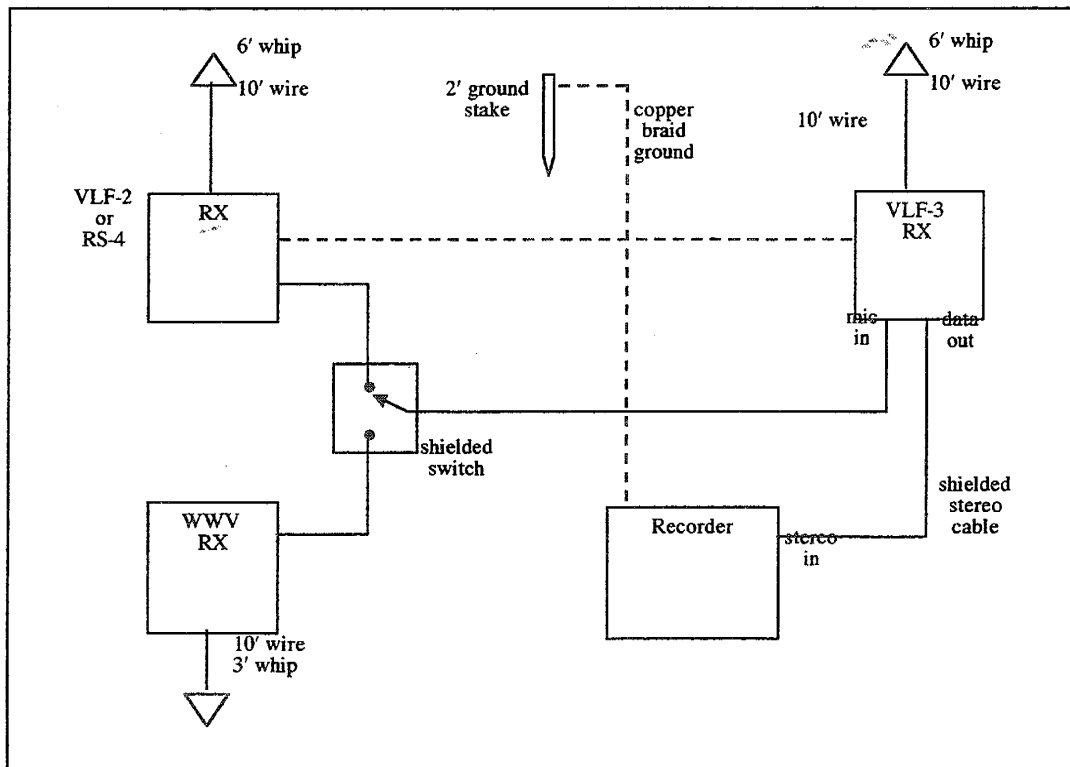 6' whip
10' wire
2' ground
stake
copper
braid
ground
6' whip
10' wire
10' wire
VLF-2
or
RS-4
RX
VLF-3
RX
mic
in
data
out
shielded
switch
WWV
RX
10' wire
3' whip
Recorder
stereo
in
shielded
stereo
cable